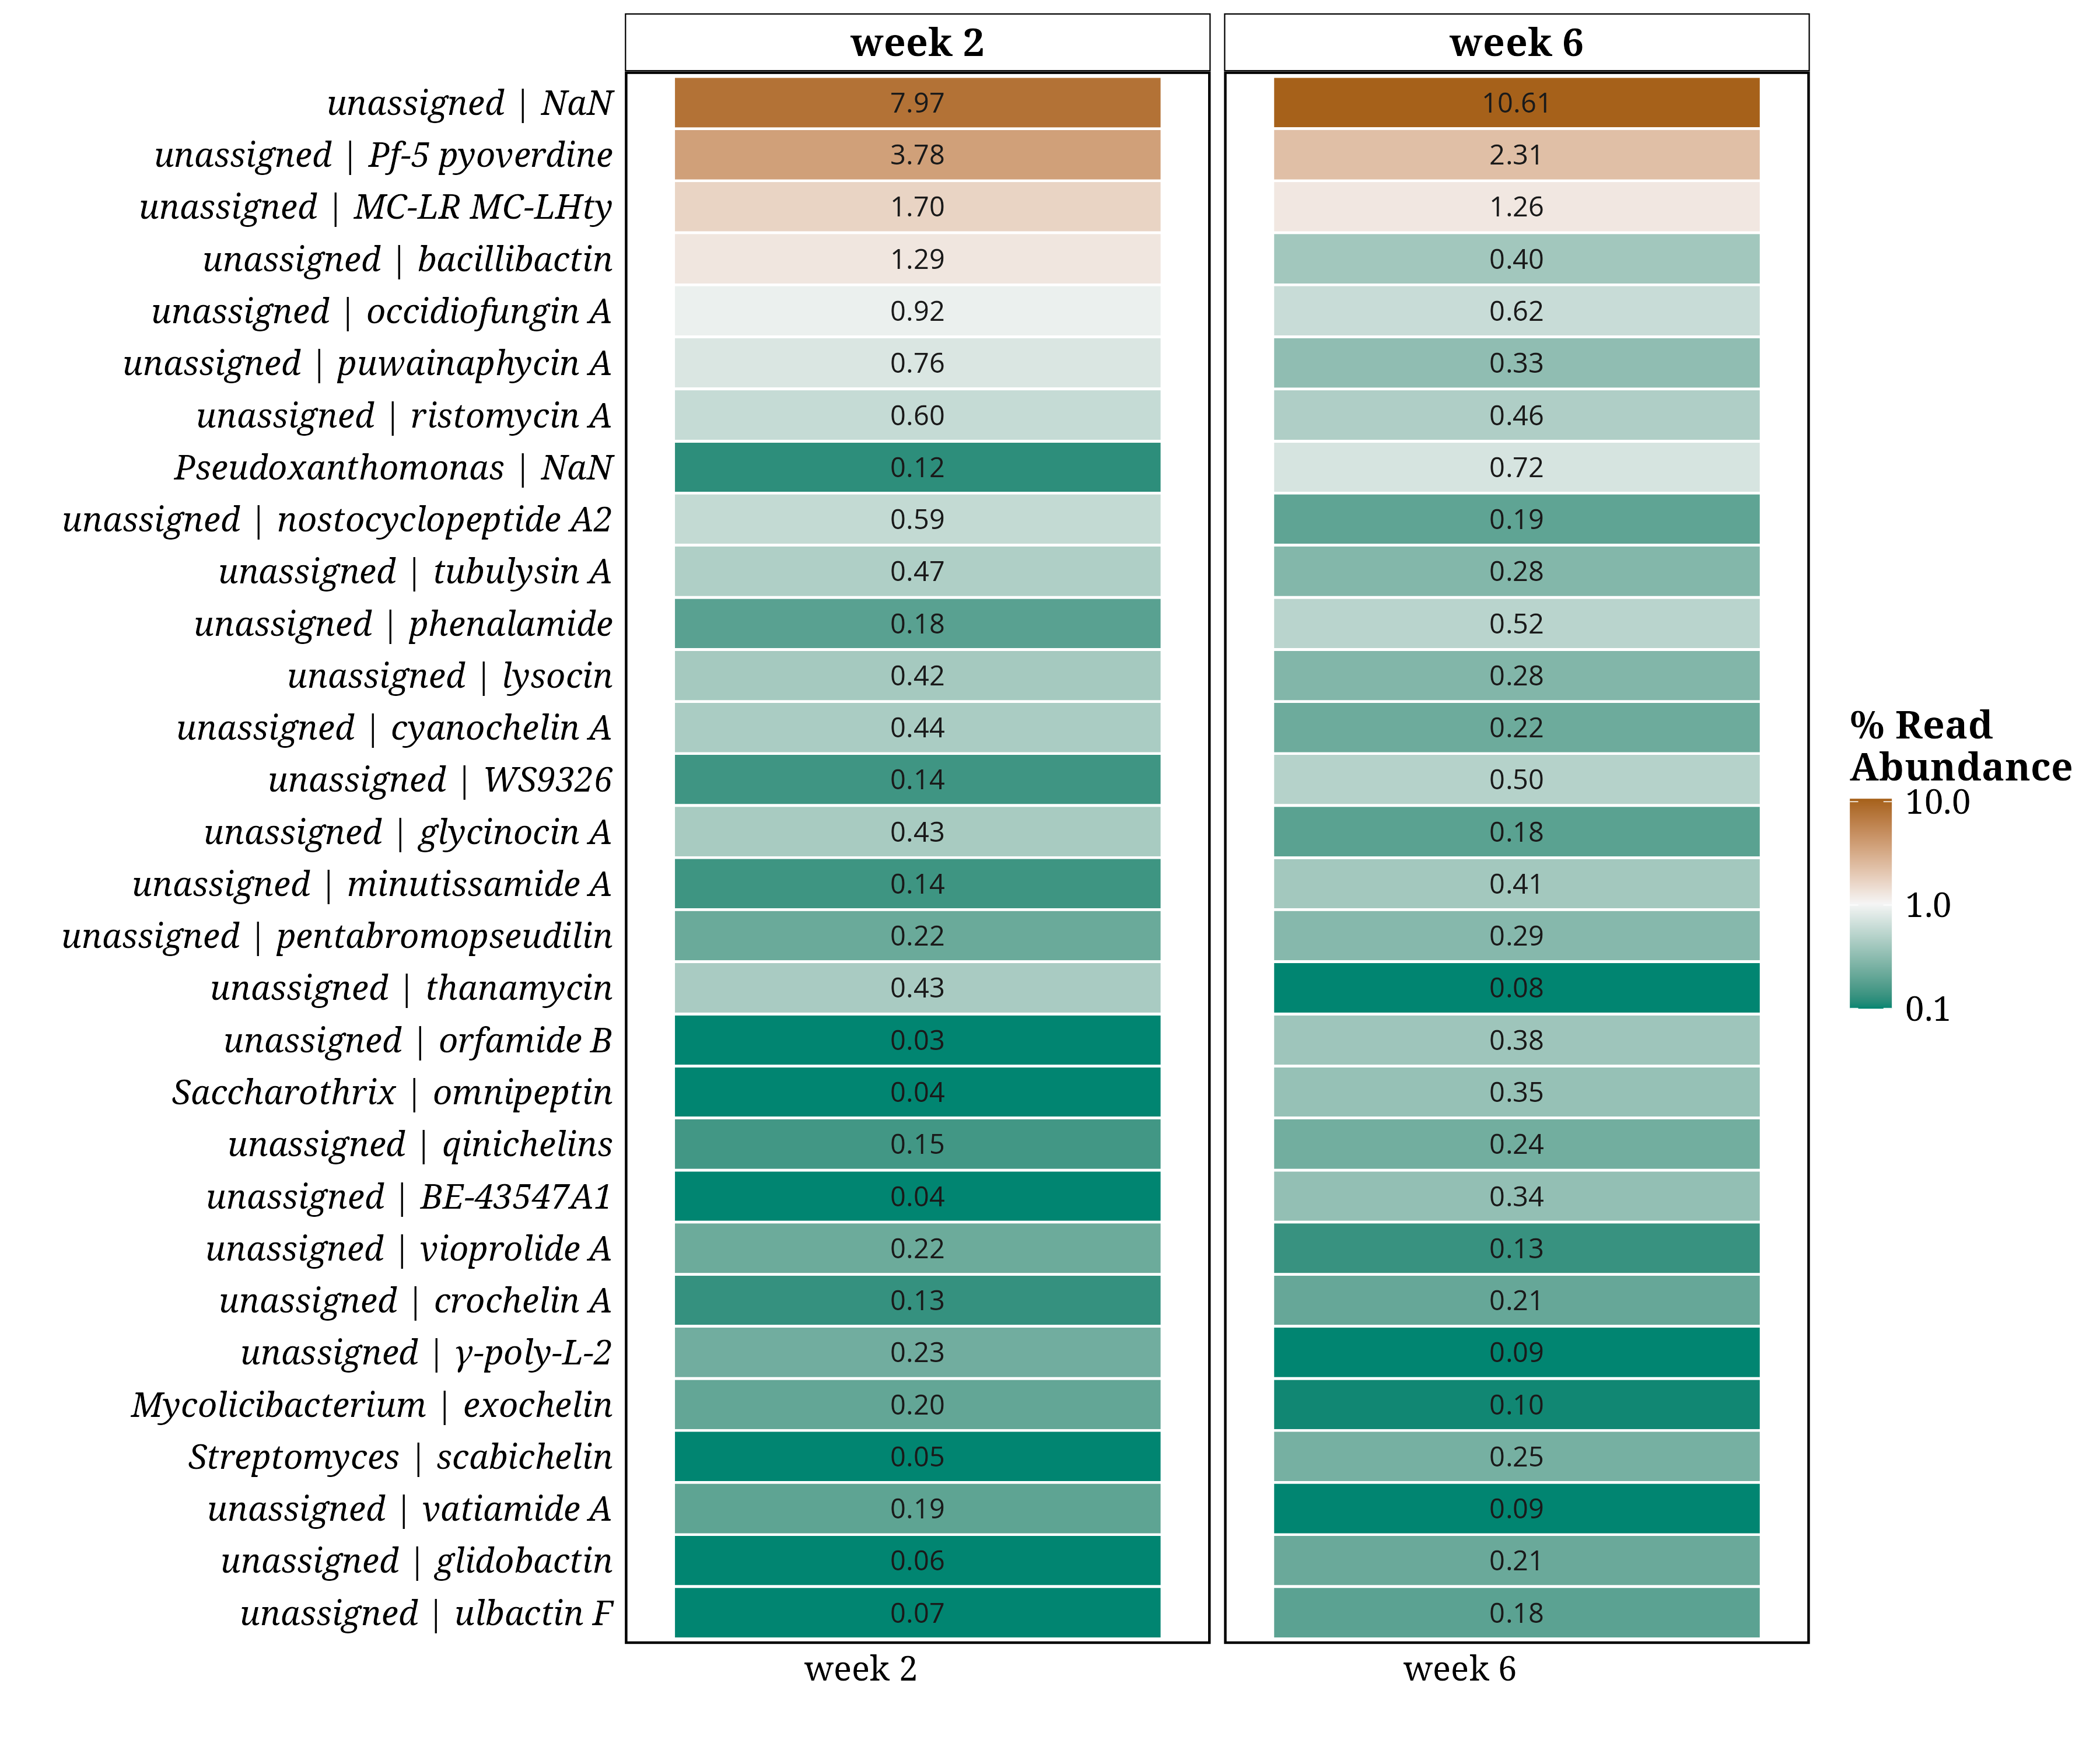 week 2 week 6
unassigned | NaN 7.97 10.61
unassigned | Pf-5 pyoverdine 3.78 2.31
unassigned | MC-LR MC-LHty 1.70 1.26
unassigned | bacillibactin 1.29 0.40
unassigned | occidiofungin A 0.92 0.62
unassigned | puwainaphycin A 0.76 0.33
unassigned | ristomycin A 0.60 0.46
Pseudoxanthomonas | NaN 0.12 0.72
unassigned | nostocyclopeptide A2 0.59 0.19
unassigned | tubulysin A 0.47 0.28
unassigned | phenalamide 0.18 0.52
unassigned | lysocin 0.42 0.28
unassigned | cyanochelin A 0.44 0.22
unassigned | WS9326 0.14 0.50
unassigned | glycinocin A 0.43 0.18
unassigned | minutissamide A 0.14 0.41
unassigned | pentabromopseudilin 0.22 0.29
unassigned | thanamycin 0.43 0.08
unassigned | orfamide B 0.03 0.38
Saccharothrix | omnipeptin 0.04 0.35
unassigned | qinichelins 0.15 0.24
unassigned | BE-43547A1 0.04 0.34
unassigned | vioprolide A 0.22 0.13
unassigned | crochelin A 0.13 0.21
unassigned | γ-poly-L-2 0.23 0.09
Mycolicibacterium | exochelin 0.20 0.10
Streptomyces | scabichelin 0.05 0.25
unassigned | vatiamide A 0.19 0.09
unassigned | glidobactin 0.06 0.21
unassigned | ulbactin F 0.07 0.18
week 2 week 6
% Read
Abundance
10.0
1.0
0.1